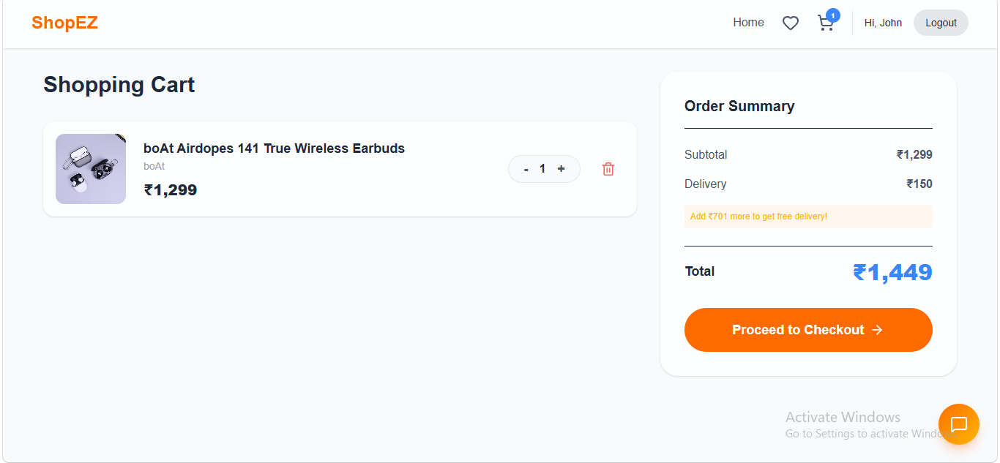 ShopEZ
Home
1
Hi, John
Logout
Shopping Cart
boAt Airdopes 141 True Wireless Earbuds
boAt
₹1,299
- 1 +
Order Summary
Subtotal ₹1,299
Delivery ₹150
Add ₹701 more to get free delivery!
Total ₹1,449
Proceed to Checkout →
Activate Windows
Go to Settings to activate